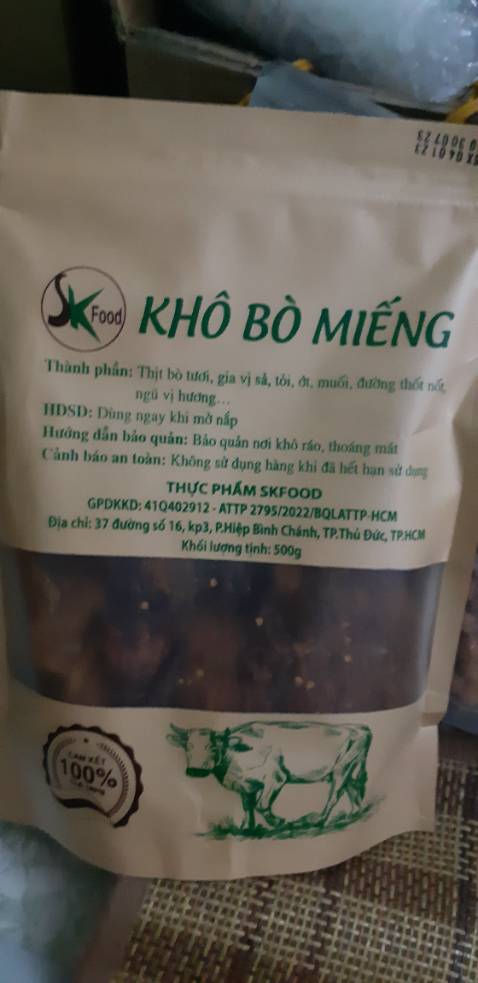 SK Food
KHÔ BÒ MIẾNG
Thành phần: Thịt bò tươi, gia vị sả, tỏi, ớt, muối, đường thốt nốt,
ngũ vị hương...
HDSD: Dùng ngay khi mở nắp
Hướng dẫn bảo quản: Bảo quản nơi khô ráo, thoáng mát
Cảnh báo an toàn: Không sử dụng hàng khi đã hết hạn sử dụng
THỰC PHẨM SKFOOD
GPDKKD: 41Q402912 - ATTP 2795/2022/BQLATTP-HCM
Địa chỉ: 37 đường số 16, kp3, P.Hiệp Bình Chánh, TP.Thủ Đức, TP.HCM
Khối lượng tịnh: 500g
CAM KẾT
100%